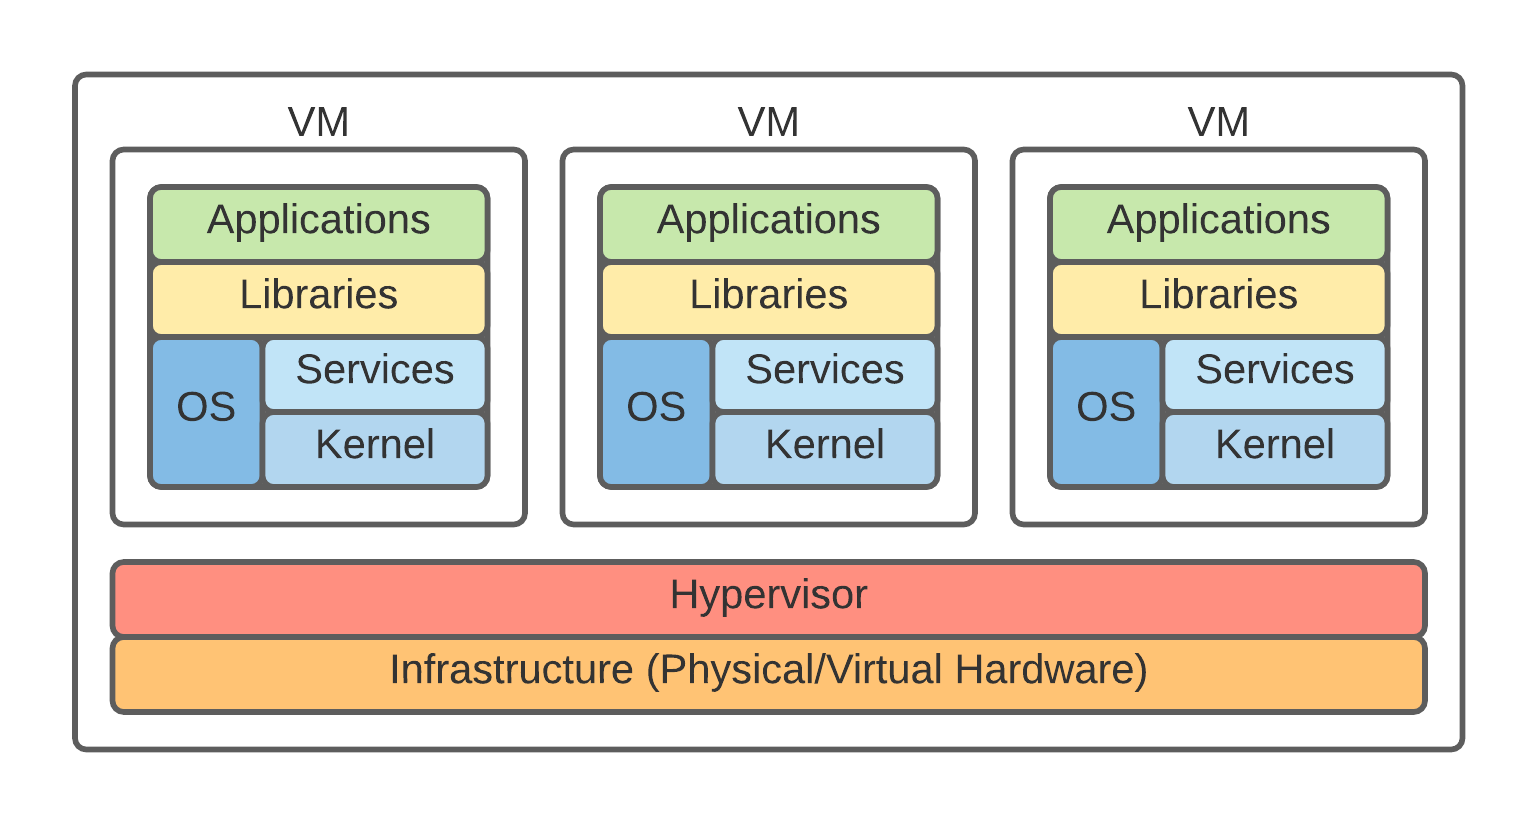 VM
VM
VM
Applications
Libraries
OS
Services
Kernel
Applications
Libraries
OS
Services
Kernel
Applications
Libraries
OS
Services
Kernel
Hypervisor
Infrastructure (Physical/Virtual Hardware)